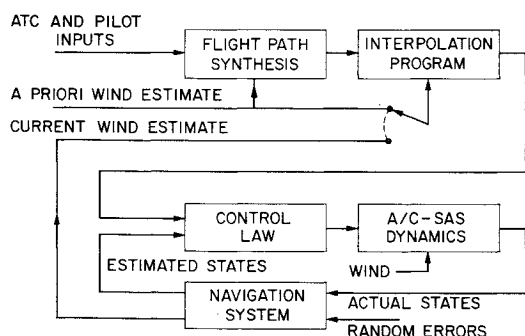 ATC AND PILOT
INPUTS
FLIGHT PATH
SYNTHESIS
INTERPOLATION
PROGRAM
A PRIORI WIND ESTIMATE
CURRENT WIND ESTIMATE
CONTROL
LAW
A/C-SAS
DYNAMICS
ESTIMATED STATES
WIND
NAVIGATION
SYSTEM
ACTUAL STATES
RANDOM ERRORS